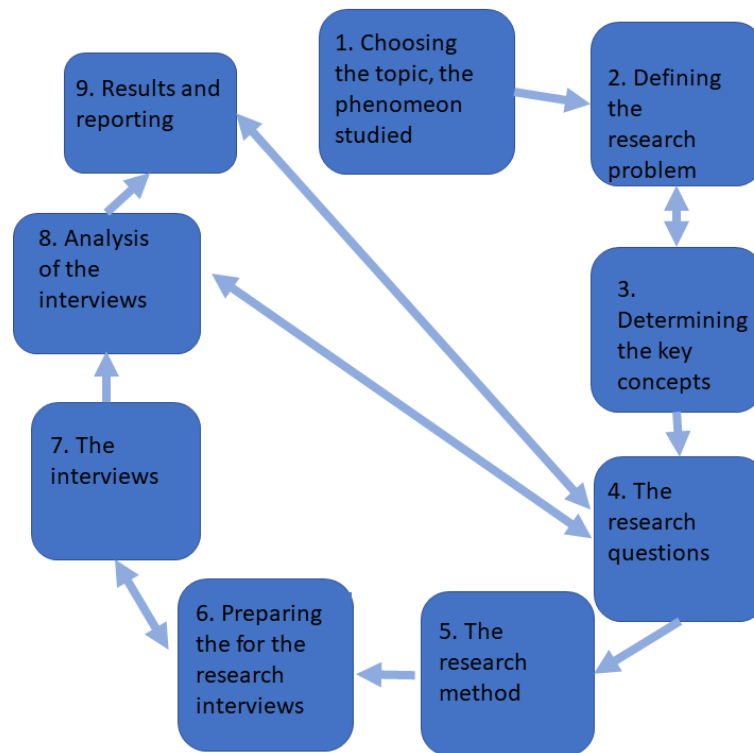 1. Choosing
the topic, the
phenomeon
studied
2. Defining
the
research
problem
3.
Determining
the key
concepts
4. The
research
questions
5. The
research
method
6. Preparing
the for the
research
interviews
7. The
interviews
8. Analysis
of the
interviews
9. Results and
reporting